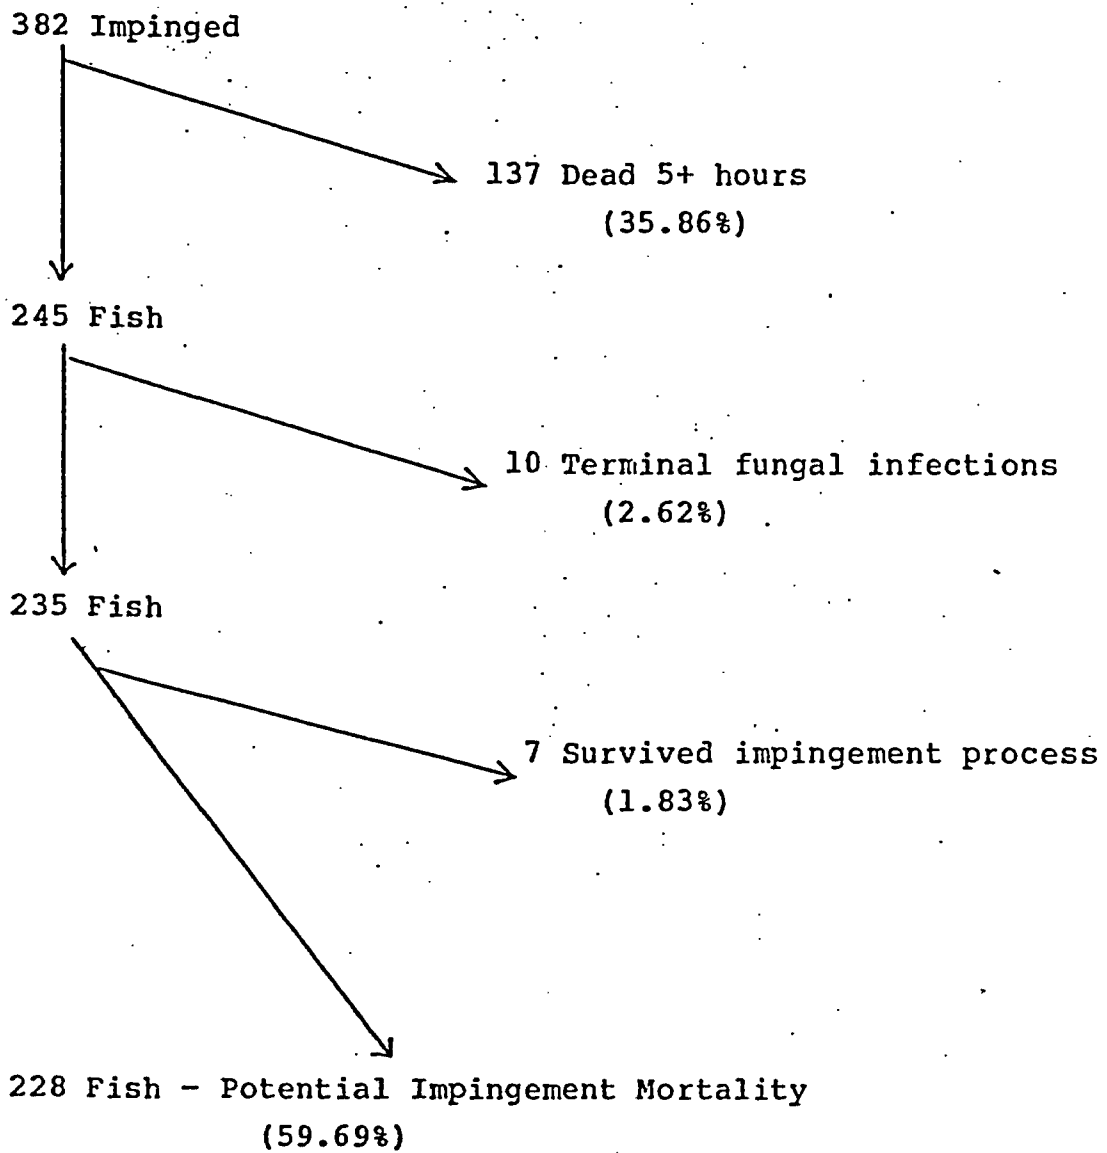 382 Impinged
137 Dead 5+ hours
(35.86%)
245 Fish
10 Terminal fungal infections
(2.62%)
235 Fish
7 Survived impingement process
(1.83%)
228 Fish - Potential Impingement Mortality
(59.69%)